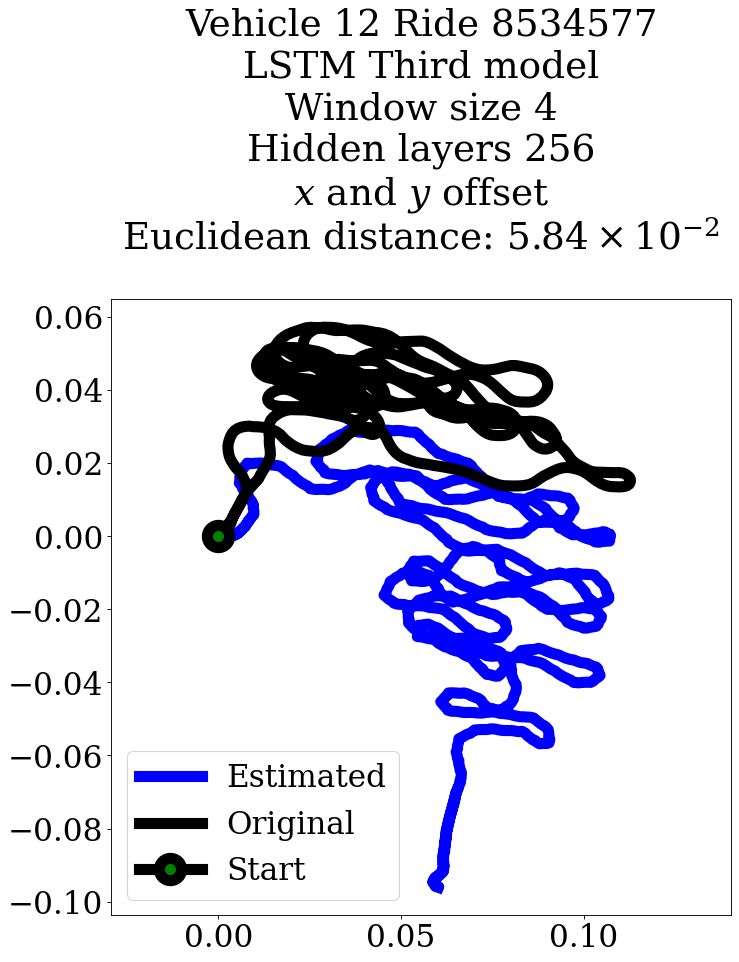 Vehicle 12 Ride 8534577
LSTM Third model
Window size 4
Hidden layers 256
x and y offset
Euclidean distance: 5.84 × 10⁻²
0.06
0.04
0.02
0.00
−0.02
−0.04
−0.06
−0.08
−0.10
Estimated
Original
Start
0.00 0.05 0.10